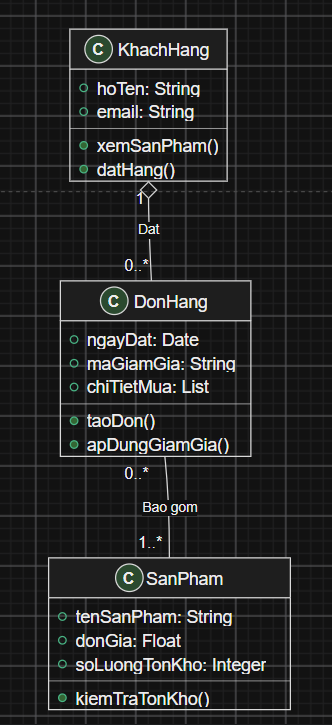 C KhachHang
hoTen: String
email: String
xemSanPham()
datHang()
1
Dat
0..*
C DonHang
ngayDat: Date
maGiamGia: String
chiTietMua: List
taoDon()
apDungGiamGia()
0..*
Bao gom
1..*
C SanPham
tenSanPham: String
donGia: Float
soLuongTonKho: Integer
kiemTraTonKho()